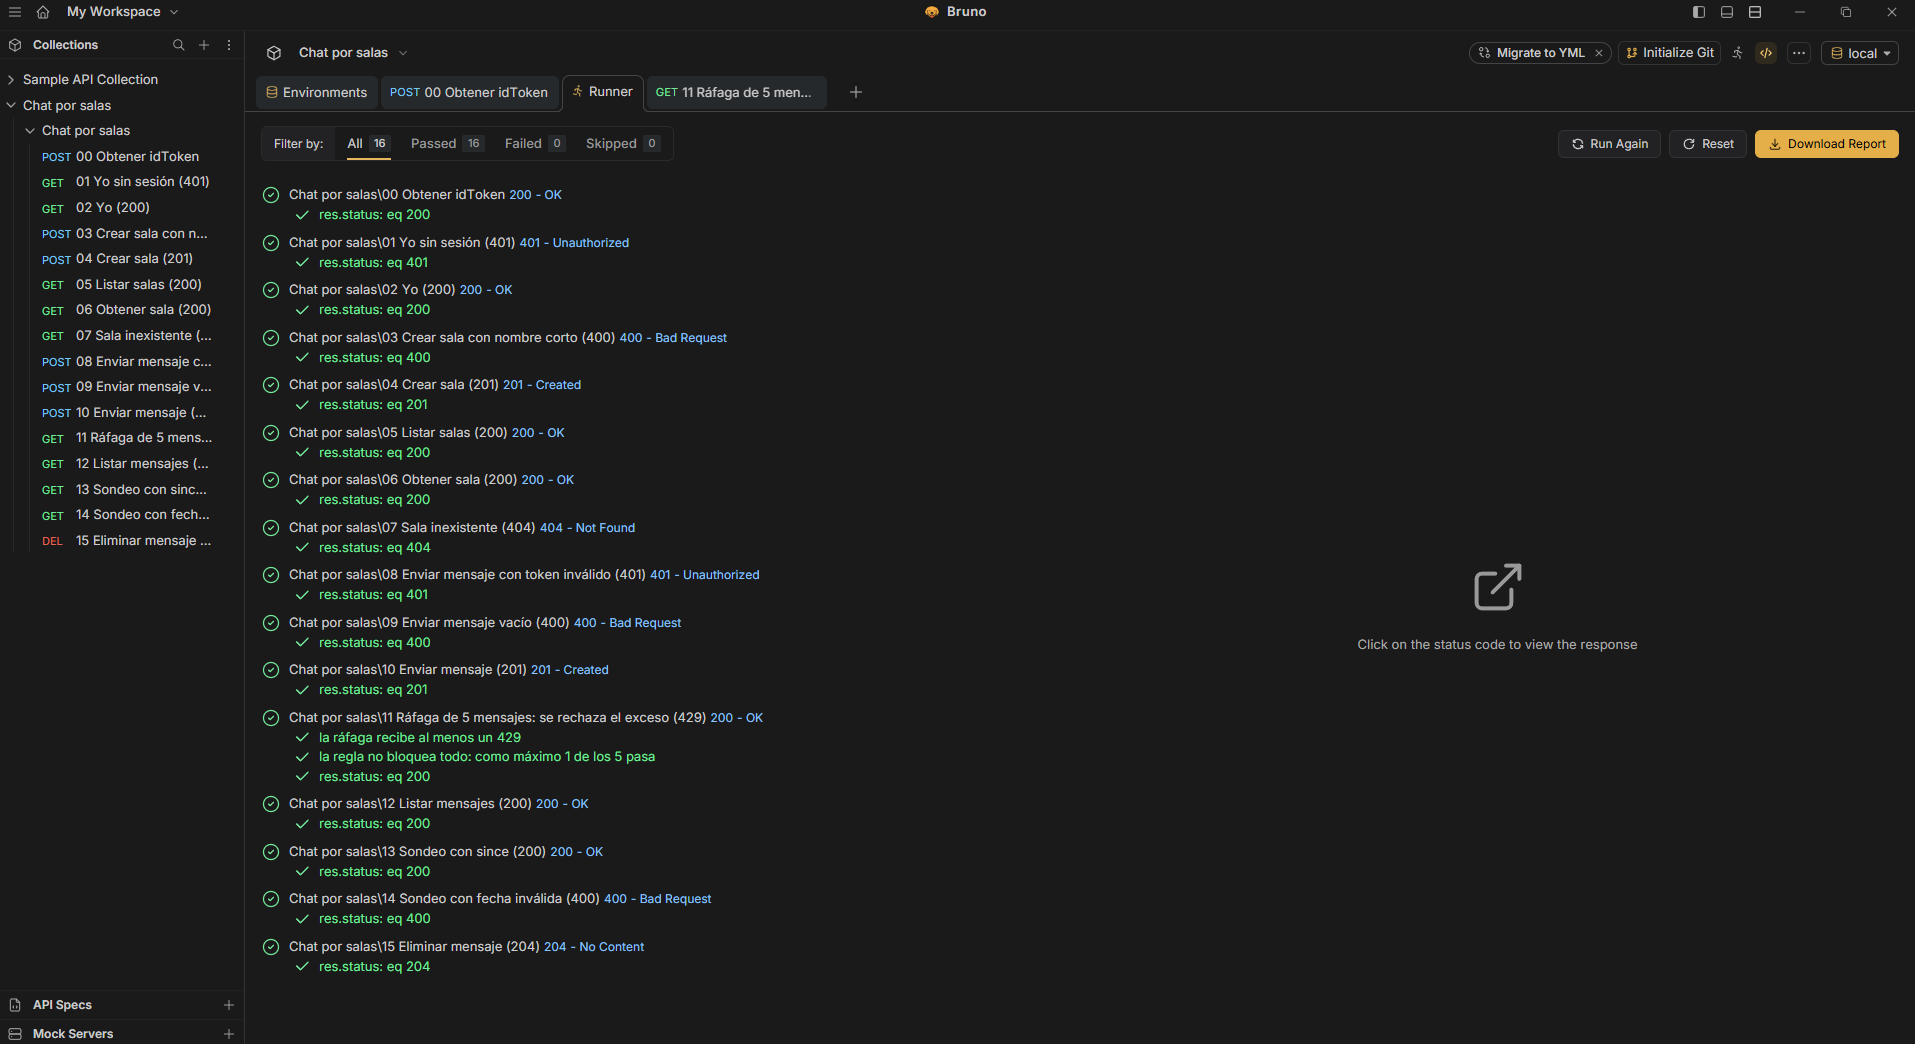 My Workspace
Bruno
Collections
Sample API Collection
Chat por salas
Chat por salas
POST 00 Obtener idToken
GET 01 Yo sin sesión (401)
GET 02 Yo (200)
POST 03 Crear sala con n...
POST 04 Crear sala (201)
GET 05 Listar salas (200)
GET 06 Obtener sala (200)
GET 07 Sala inexistente (...
POST 08 Enviar mensaje c...
POST 09 Enviar mensaje v...
POST 10 Enviar mensaje (...
GET 11 Ráfaga de 5 mens...
GET 12 Listar mensajes (...
GET 13 Sondeo con sinc...
GET 14 Sondeo con fech...
DEL 15 Eliminar mensaje ...
API Specs
Mock Servers
Chat por salas
Migrate to YML
Initialize Git
local
Environments
POST 00 Obtener idToken
Runner
GET 11 Ráfaga de 5 men...
Filter by: All 16 Passed 16 Failed 0 Skipped 0
Run Again
Reset
Download Report
Chat por salas\00 Obtener idToken 200 - OK
res.status: eq 200
Chat por salas\01 Yo sin sesión (401) 401 - Unauthorized
res.status: eq 401
Chat por salas\02 Yo (200) 200 - OK
res.status: eq 200
Chat por salas\03 Crear sala con nombre corto (400) 400 - Bad Request
res.status: eq 400
Chat por salas\04 Crear sala (201) 201 - Created
res.status: eq 201
Chat por salas\05 Listar salas (200) 200 - OK
res.status: eq 200
Chat por salas\06 Obtener sala (200) 200 - OK
res.status: eq 200
Chat por salas\07 Sala inexistente (404) 404 - Not Found
res.status: eq 404
Chat por salas\08 Enviar mensaje con token inválido (401) 401 - Unauthorized
res.status: eq 401
Chat por salas\09 Enviar mensaje vacío (400) 400 - Bad Request
res.status: eq 400
Chat por salas\10 Enviar mensaje (201) 201 - Created
res.status: eq 201
Chat por salas\11 Ráfaga de 5 mensajes: se rechaza el exceso (429) 200 - OK
la ráfaga recibe al menos un 429
la regla no bloquea todo: como máximo 1 de los 5 pasa
res.status: eq 200
Chat por salas\12 Listar mensajes (200) 200 - OK
res.status: eq 200
Chat por salas\13 Sondeo con since (200) 200 - OK
res.status: eq 200
Chat por salas\14 Sondeo con fecha inválida (400) 400 - Bad Request
res.status: eq 400
Chat por salas\15 Eliminar mensaje (204) 204 - No Content
res.status: eq 204
Click on the status code to view the response